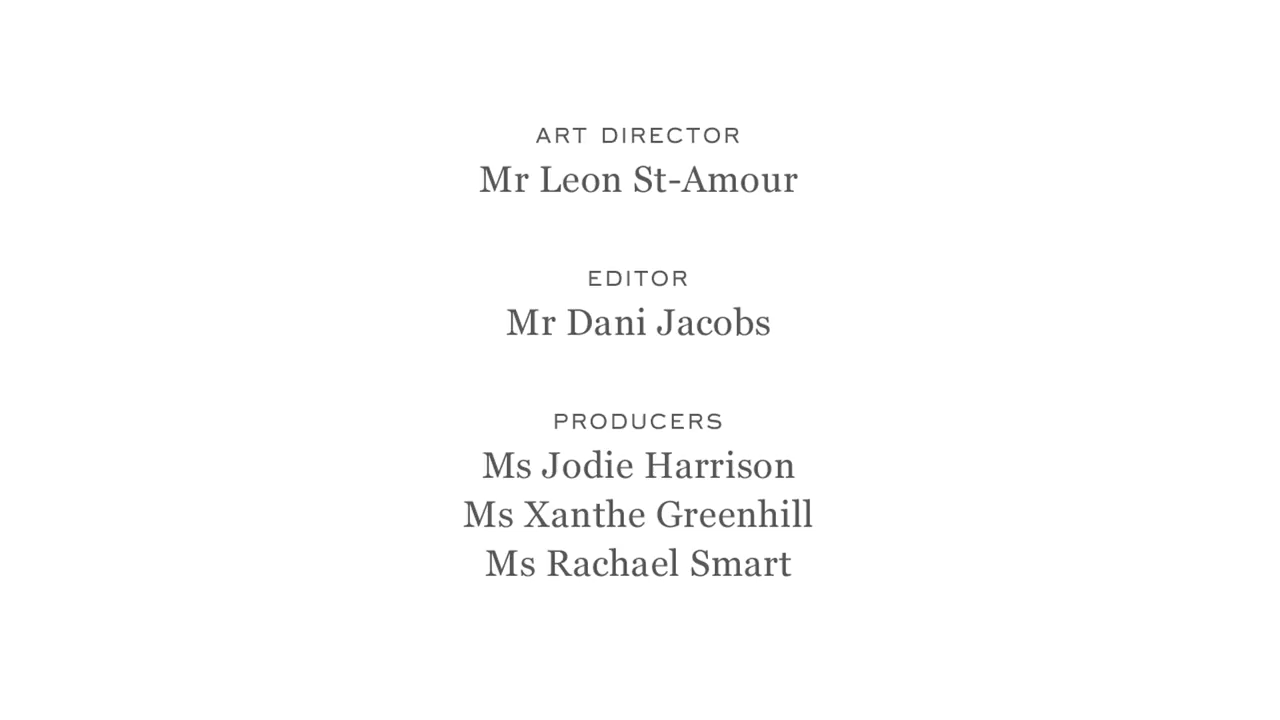 ART DIRECTOR
Mr Leon St-Amour
EDITOR
Mr Dani Jacobs
PRODUCERS
Ms Jodie Harrison
Ms Xanthe Greenhill
Ms Rachael Smart